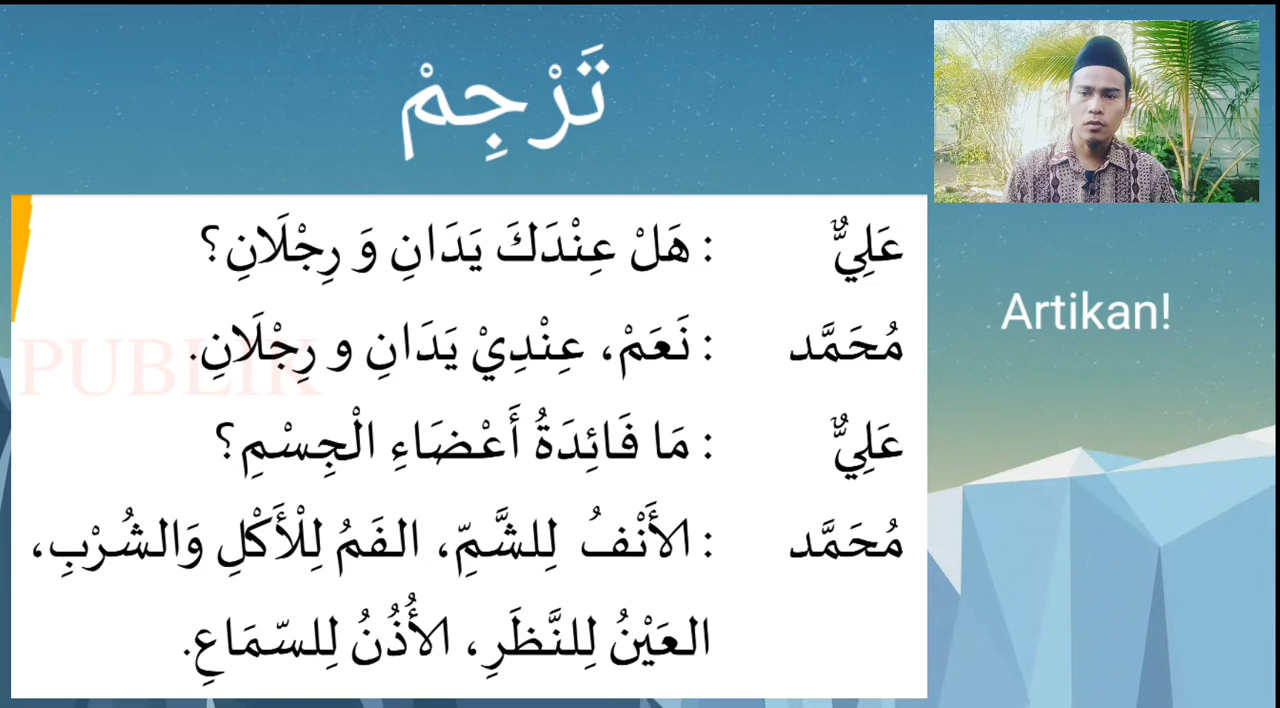 تَرْجِمْ
عَلِيٌّ : هَلْ عِنْدَكَ يَدَانِ وَ رِجْلَانِ؟
مُحَمَّد : نَعَمْ، عِنْدِيْ يَدَانِ و رِجْلَانِ.
عَلِيٌّ : مَا فَائِدَةُ أَعْضَاءِ الْجِسْمِ؟
مُحَمَّد : الأَنْفُ لِلشَّمِّ، الفَمُ لِلْأَكْلِ وَالشُرْبِ،
العَيْنُ لِلنَّظَرِ، الأُذُنُ لِلسّمَاعِ.
Artikan!
PUBLIK